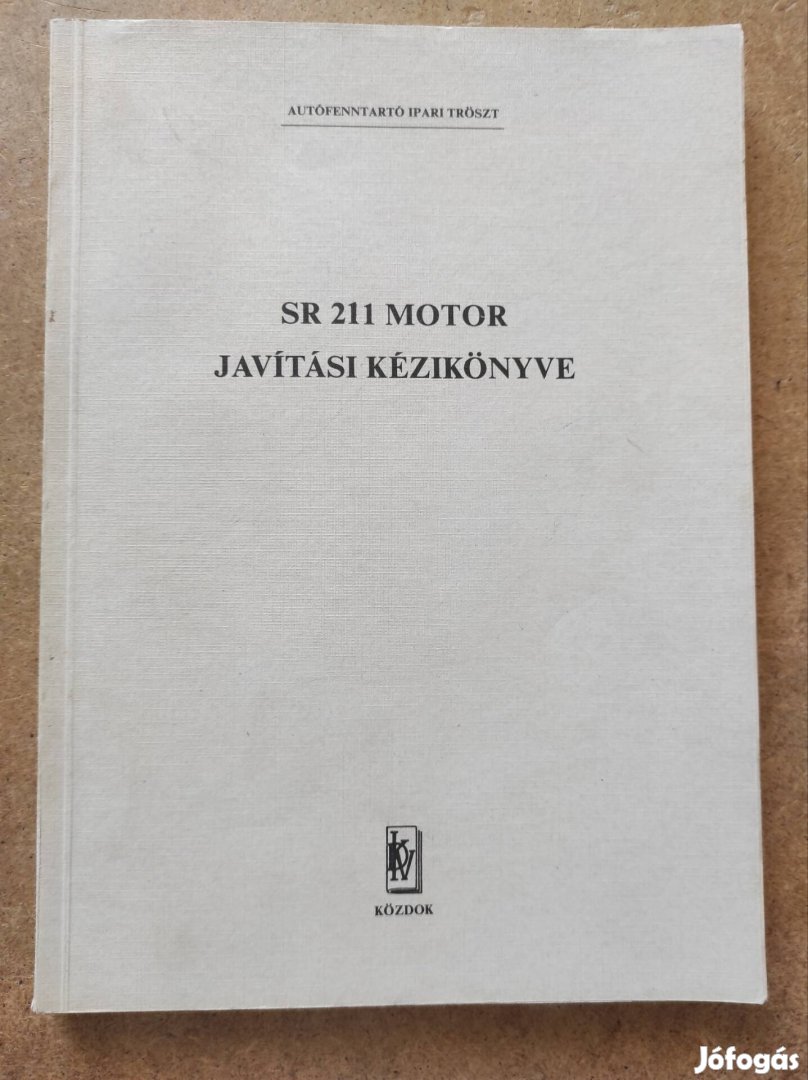 AUTÓFENNTARTÓ IPARI TRÖSZT
SR 211 MOTOR
JAVÍTÁSI KÉZIKÖNYVE
KÖZDOK
Jófogás